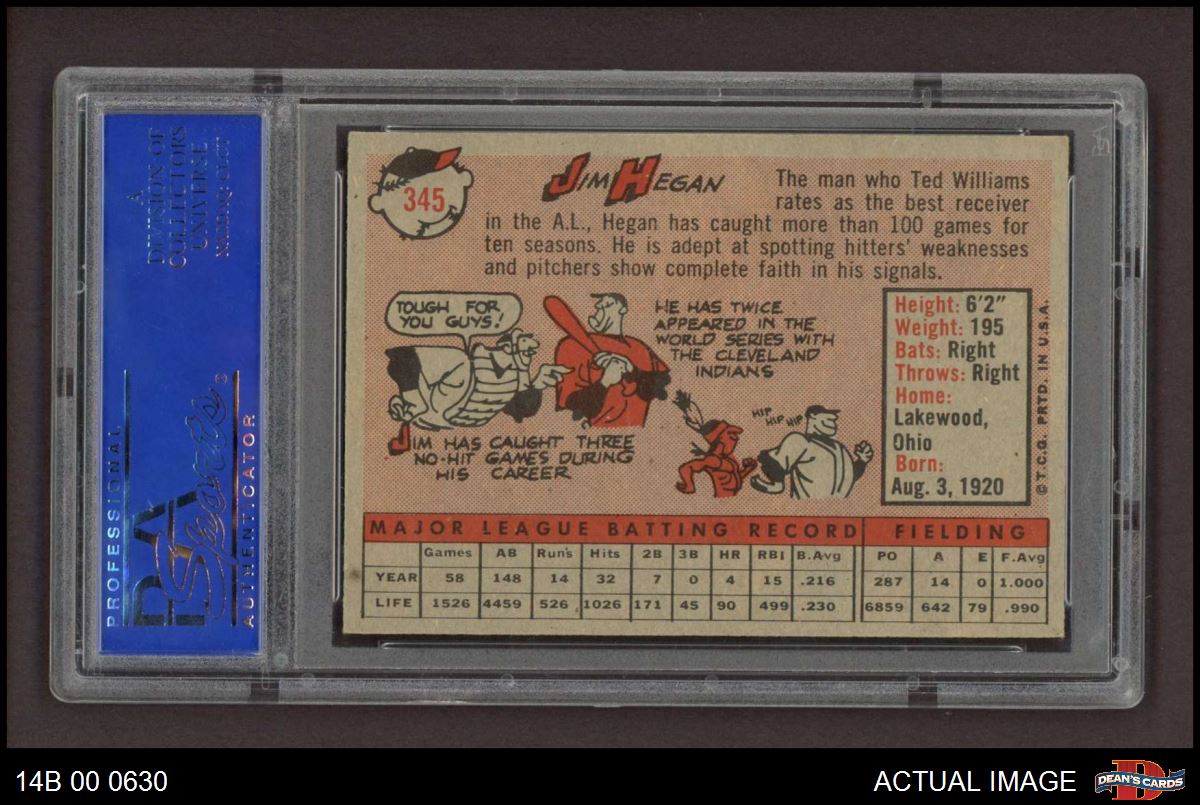 A
DIVISION OF
COLLECTORS
UNIVERSE
NASDAQ: CLCT
PROFESSIONAL
PSA
Sports
AUTHENTICATOR
345
JIM HEGAN
The man who Ted Williams
rates as the best receiver
in the A.L., Hegan has caught more than 100 games for
ten seasons. He is adept at spotting hitters' weaknesses
and pitchers show complete faith in his signals.
TOUGH FOR
YOU GUYS!
JIM HAS CAUGHT THREE
NO-HIT GAMES DURING
HIS CAREER
HE HAS TWICE
APPEARED IN THE
WORLD SERIES WITH
THE CLEVELAND
INDIANS
HIP HIP HIP
Height: 6'2"
Weight: 195
Bats: Right
Throws: Right
Home:
Lakewood,
Ohio
Born:
Aug. 3, 1920
© T.C.G. PRTD. IN U.S.A.
MAJOR LEAGUE BATTING RECORD FIELDING
Games AB Run's Hits 2B 3B HR RBI B.Avg PO A E F.Avg
YEAR 58 148 14 32 7 0 4 15 .216 287 14 0 1.000
LIFE 1526 4459 526 1026 171 45 90 499 .230 6859 642 79 .990
14B 00 0630
ACTUAL IMAGE
DEAN'S CARDS